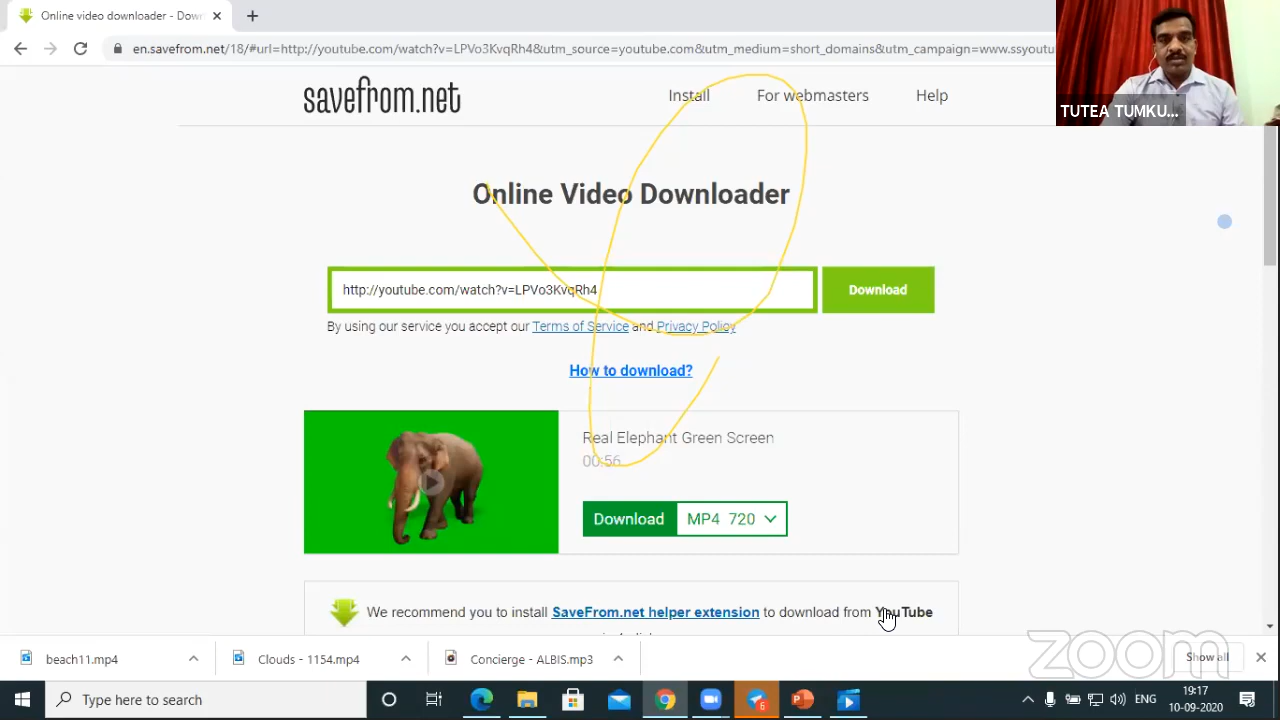 Online video downloader - Down
en.savefrom.net/18/#url=http://youtube.com/watch?v=LPVo3KvqRh4&utm_source=youtube.com&utm_medium=short_domains&utm_campaign=www.ssyout
savefrom.net
Install For webmasters Help
TUTEA TUMKU...
Online Video Downloader
http://youtube.com/watch?v=LPVo3KvqRh4 Download
By using our service you accept our Terms of Service and Privacy Policy
How to download?
Real Elephant Green Screen
00:56
Download MP4 720
We recommend you to install SaveFrom.net helper extension to download from YouTube
beach11.mp4 Clouds - 1154.mp4 Concierge - ALBIS.mp3 Show all
zoom
Type here to search 6 ENG 19:17
10-09-2020